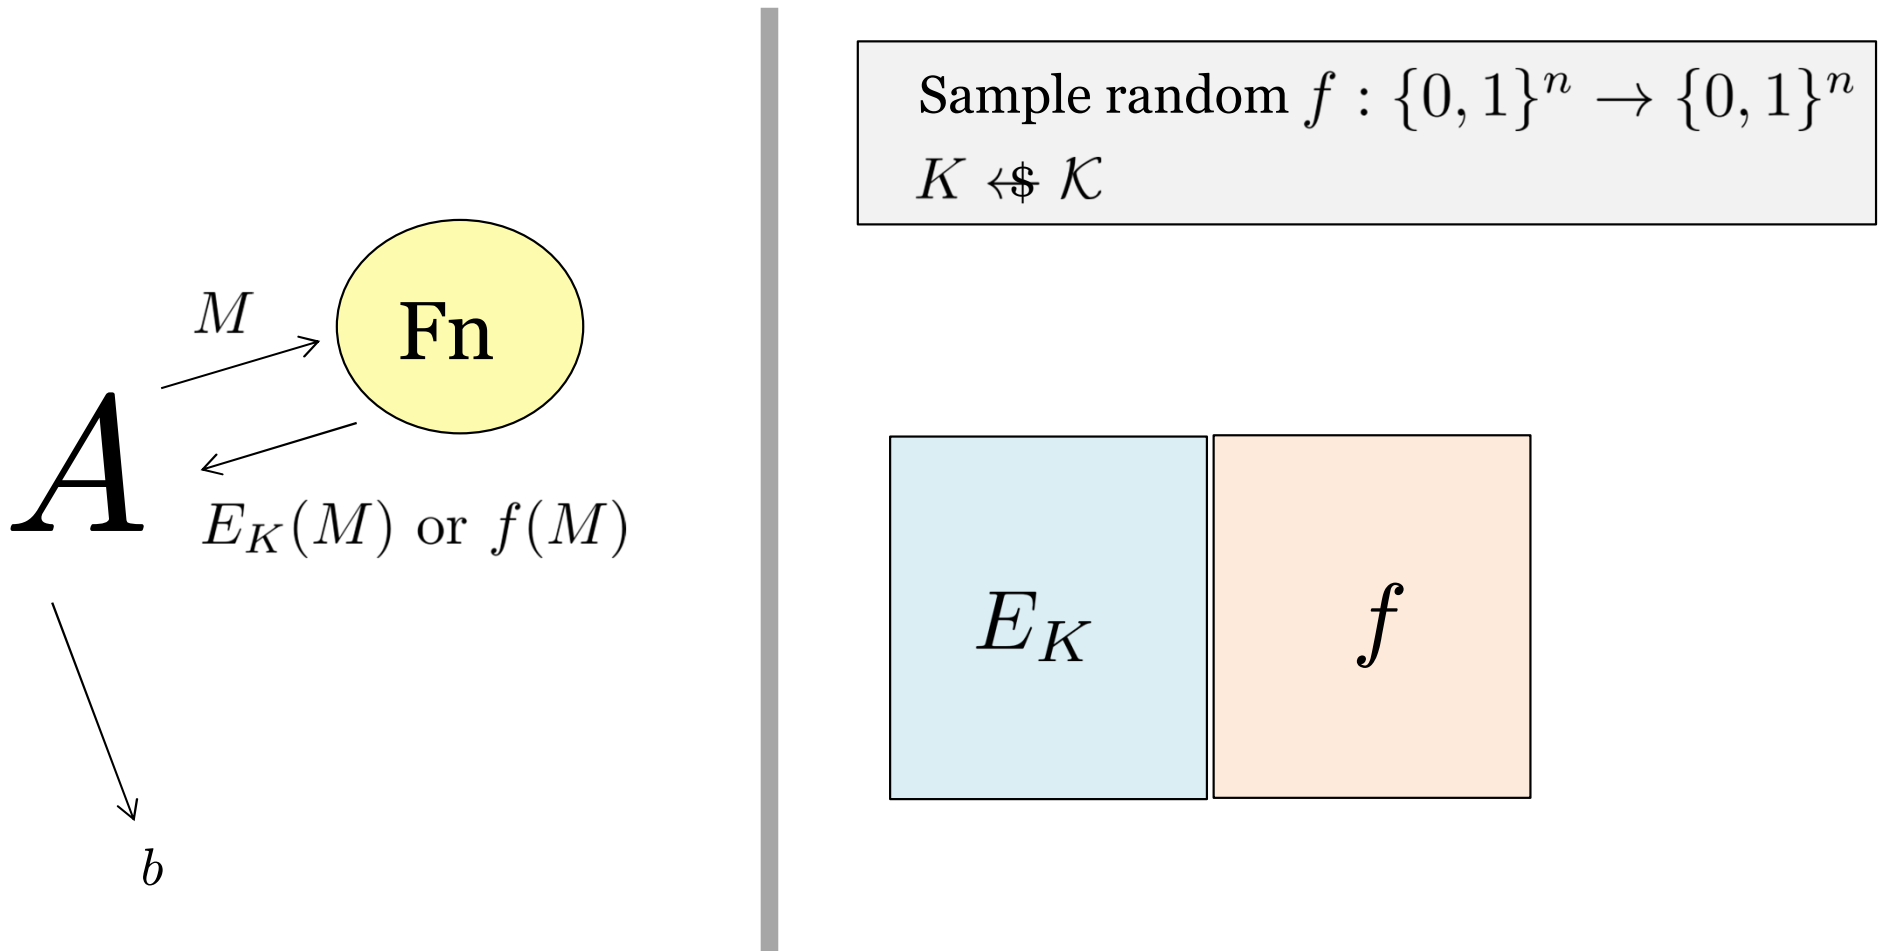 Sample random f : {0, 1}ⁿ → {0, 1}ⁿ
K ←$ 𝒦
M
Fn
A
E_K(M) or f(M)
E_K
f
b